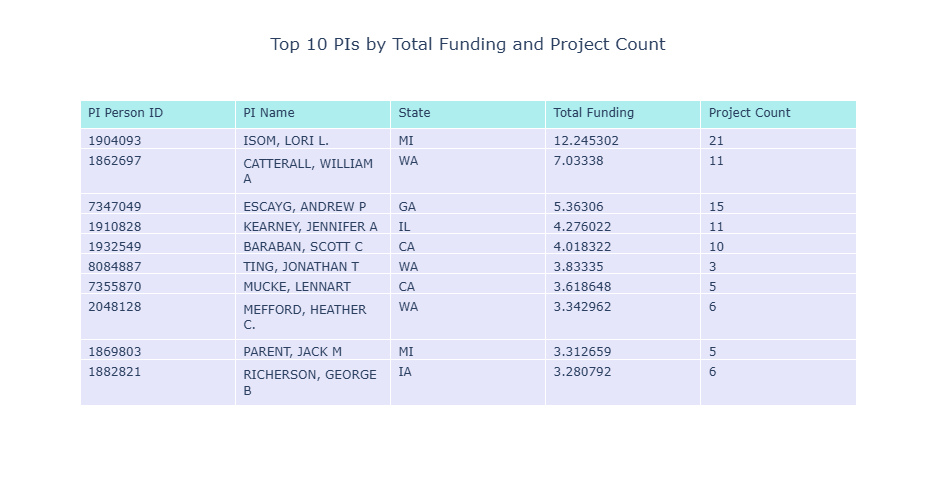 Top 10 PIs by Total Funding and Project Count
PI Person ID PI Name State Total Funding Project Count
1904093 ISOM, LORI L. MI 12.245302 21
1862697 CATTERALL, WILLIAM WA 7.03338 11
A
7347049 ESCAYG, ANDREW P GA 5.36306 15
1910828 KEARNEY, JENNIFER A IL 4.276022 11
1932549 BARABAN, SCOTT C CA 4.018322 10
8084887 TING, JONATHAN T WA 3.83335 3
7355870 MUCKE, LENNART CA 3.618648 5
2048128 MEFFORD, HEATHER WA 3.342962 6
C.
1869803 PARENT, JACK M MI 3.312659 5
1882821 RICHERSON, GEORGE IA 3.280792 6
B